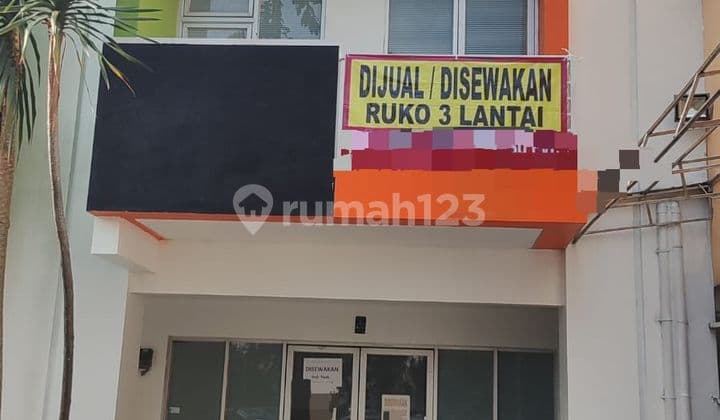 DIJUAL / DISEWAKAN
RUKO 3 LANTAI
rumah123
DISEWAKAN